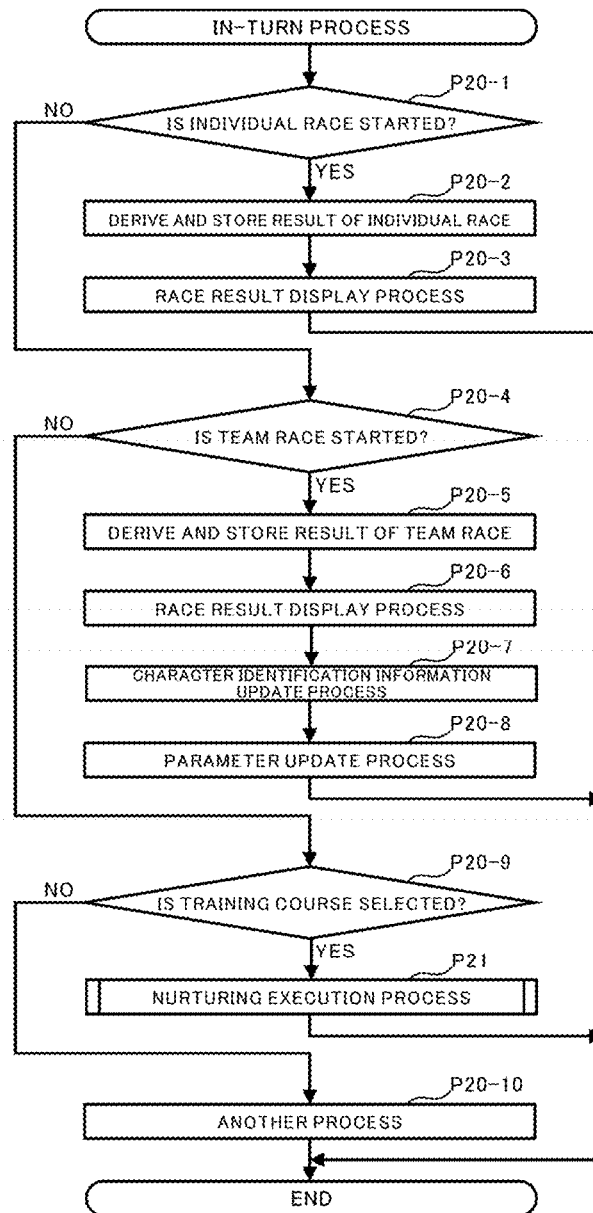 IN-TURN PROCESS
P20-1
NO
IS INDIVIDUAL RACE STARTED?
YES
P20-2
DERIVE AND STORE RESULT OF INDIVIDUAL RACE
P20-3
RACE RESULT DISPLAY PROCESS
P20-4
NO
IS TEAM RACE STARTED?
YES
P20-5
DERIVE AND STORE RESULT OF TEAM RACE
P20-6
RACE RESULT DISPLAY PROCESS
P20-7
CHARACTER IDENTIFICATION INFORMATION
UPDATE PROCESS
P20-8
PARAMETER UPDATE PROCESS
P20-9
NO
IS TRAINING COURSE SELECTED?
YES
P21
NURTURING EXECUTION PROCESS
P20-10
ANOTHER PROCESS
END